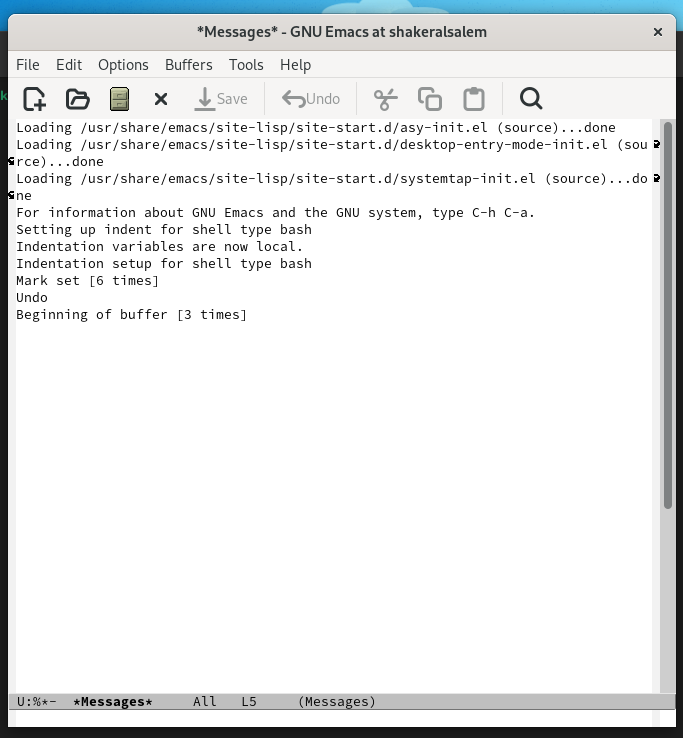 *Messages* - GNU Emacs at shakeralsalem ×
File Edit Options Buffers Tools Help
Save Undo
Loading /usr/share/emacs/site-lisp/site-start.d/asy-init.el (source)...done
Loading /usr/share/emacs/site-lisp/site-start.d/desktop-entry-mode-init.el (sou
rce)...done
Loading /usr/share/emacs/site-lisp/site-start.d/systemtap-init.el (source)...do
ne
For information about GNU Emacs and the GNU system, type C-h C-a.
Setting up indent for shell type bash
Indentation variables are now local.
Indentation setup for shell type bash
Mark set [6 times]
Undo
Beginning of buffer [3 times]
U:%*-  *Messages*     All   L5     (Messages)